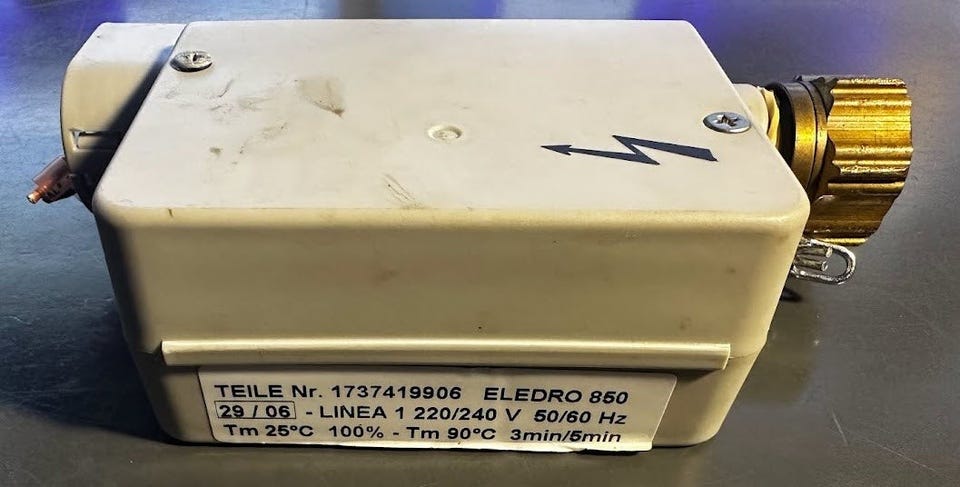 TEILE Nr. 1737419906 ELEDRO 850
29 / 06 - LINEA 1 220/240 V 50/60 Hz
Tm 25°C 100% - Tm 90°C 3min/5min